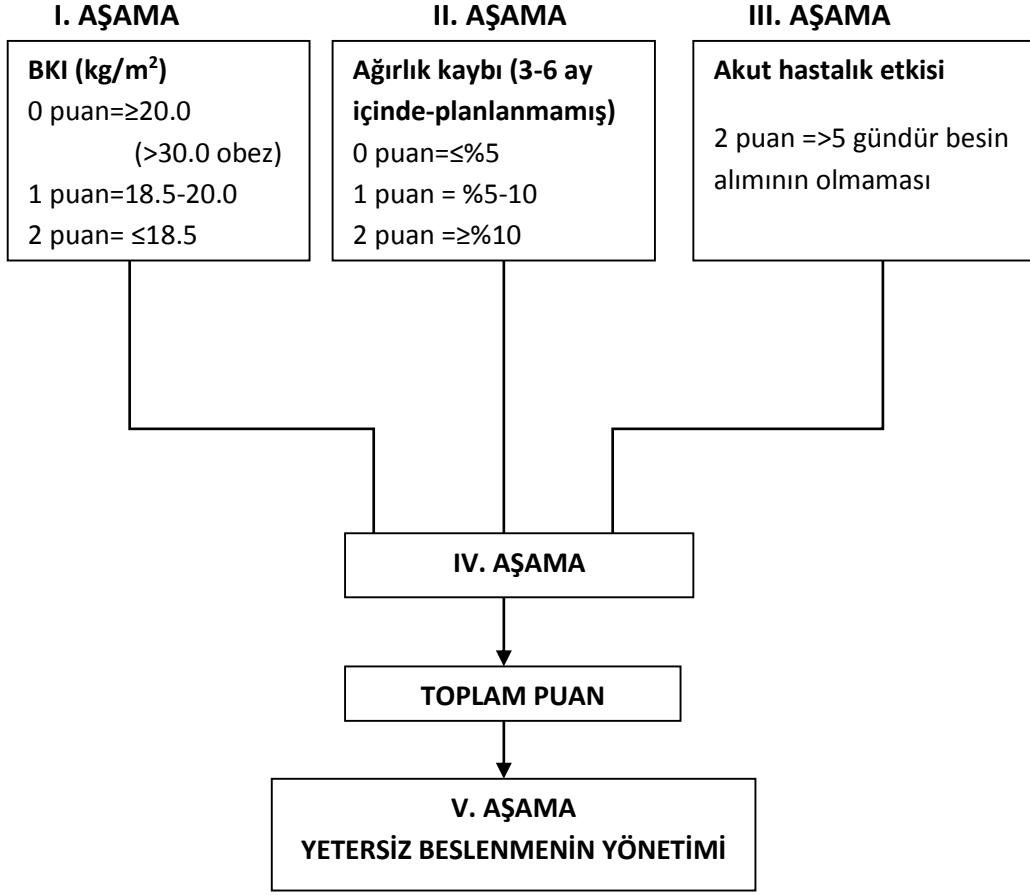 I. AŞAMA
BKI (kg/m²)
0 puan=≥20.0
(>30.0 obez)
1 puan=18.5-20.0
2 puan= ≤18.5
II. AŞAMA
Ağırlık kaybı (3-6 ay
içinde-planlanmamış)
0 puan=≤%5
1 puan = %5-10
2 puan =≥%10
III. AŞAMA
Akut hastalık etkisi
2 puan =>5 gündür besin
alımının olmaması
IV. AŞAMA
TOPLAM PUAN
V. AŞAMA
YETERSİZ BESLENMENİN YÖNETİMİ